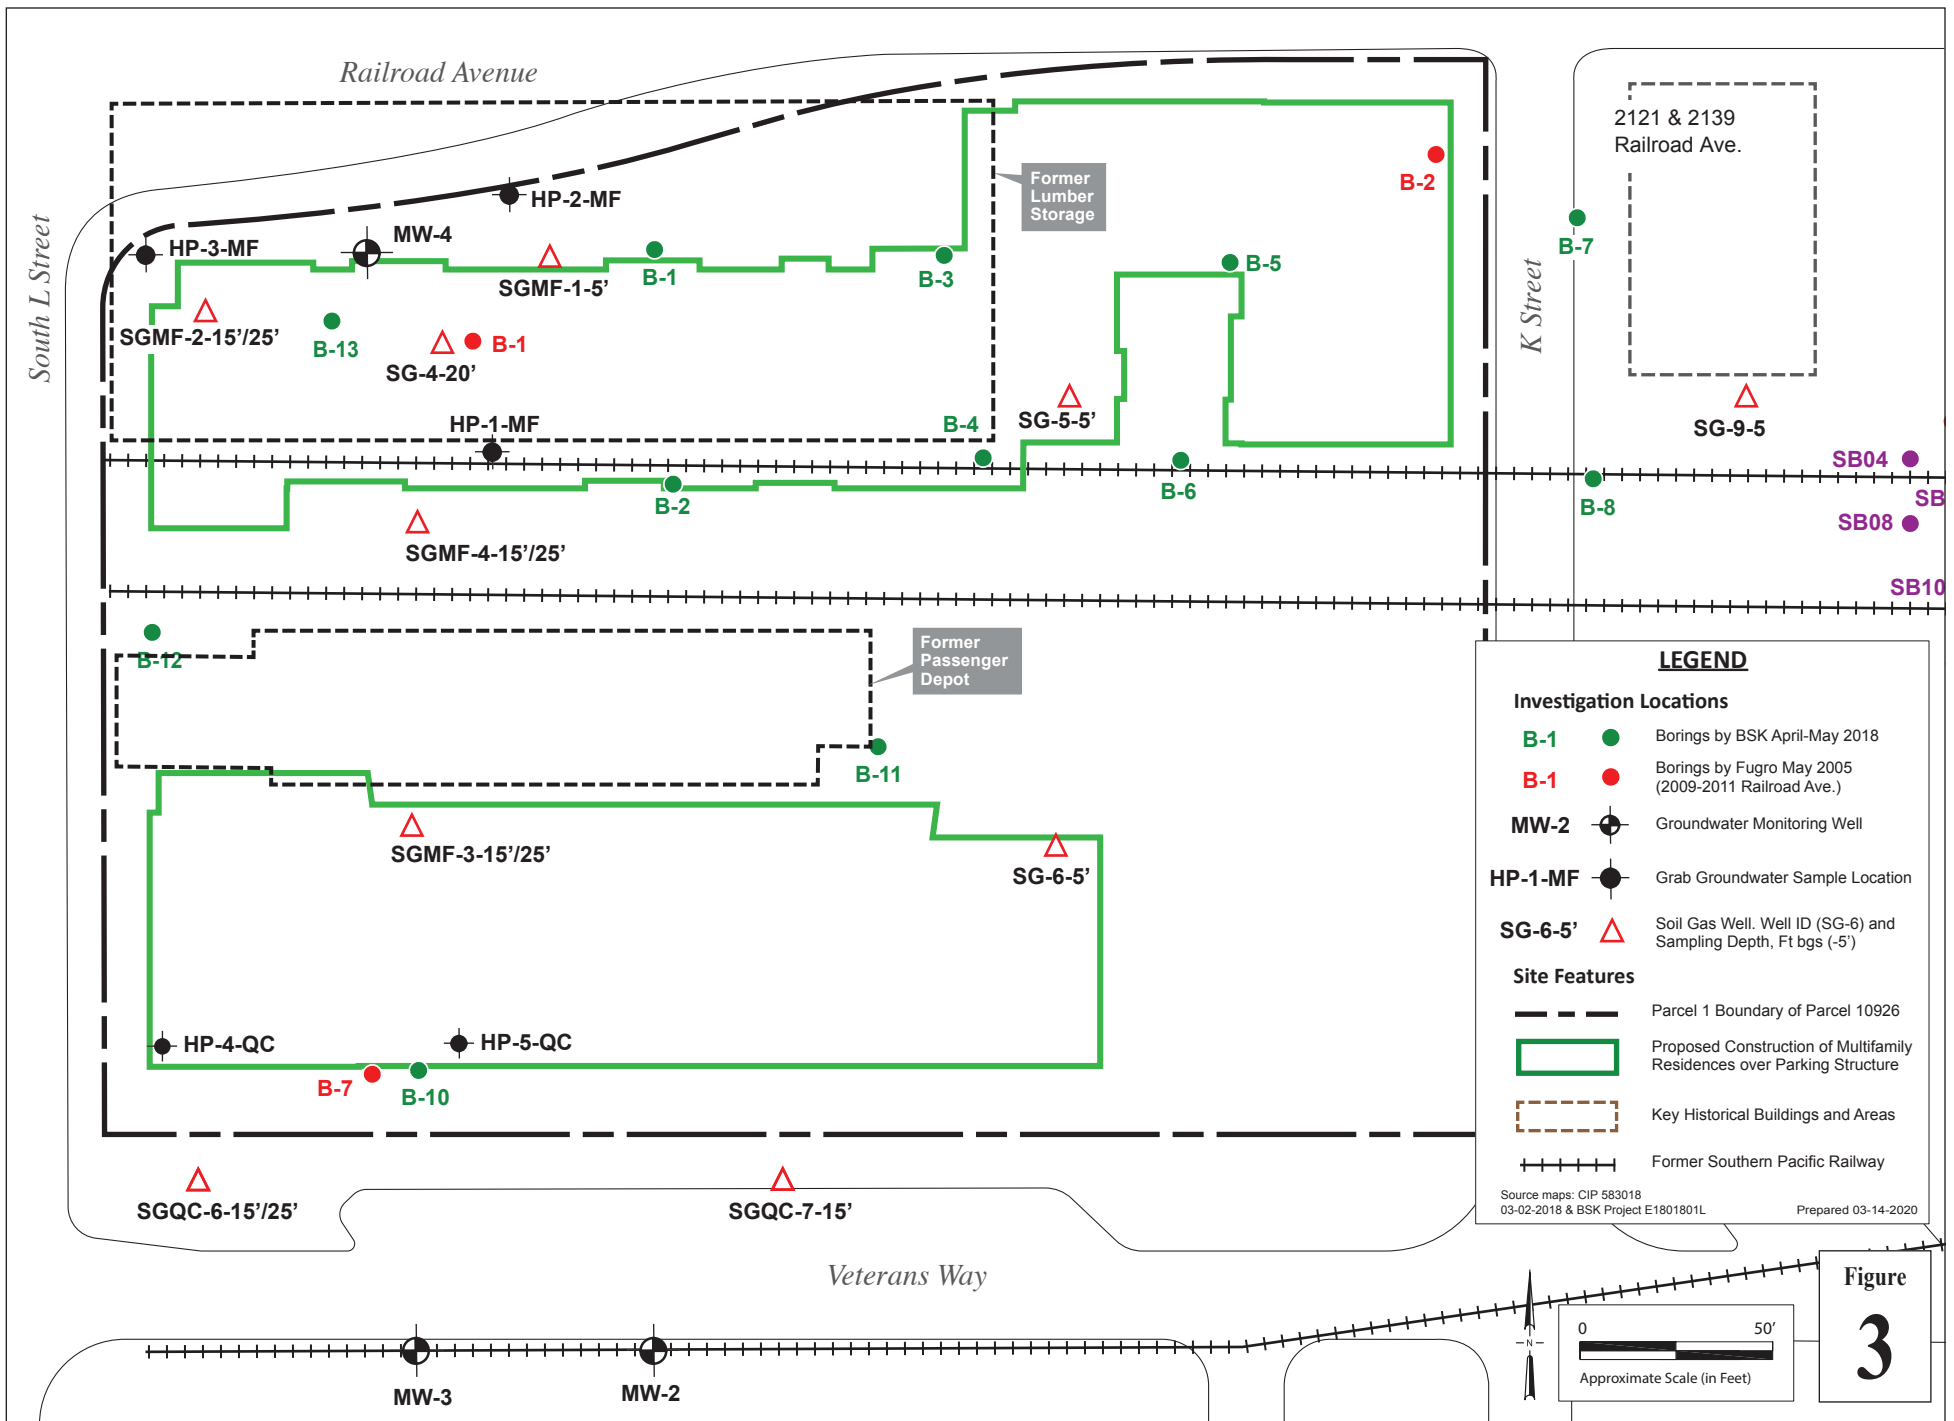 Railroad Avenue
2121 & 2139
Railroad Ave.
Former
Lumber
Storage
B-2
HP-2-MF
MW-4
HP-3-MF
B-7
South L Street
K Street
SGMF-1-5’
B-1
B-3
B-5
SGMF-2-15’/25’
B-13
B-1
SG-4-20’
HP-1-MF
B-4
SG-5-5’
SG-9-5
SB04
SB
B-2
B-6
B-8
SB08
SGMF-4-15’/25’
SB10
B-12
Former
Passenger
Depot
B-11
SGMF-3-15’/25’
SG-6-5’
HP-4-QC
HP-5-QC
B-7
B-10
SGQC-6-15’/25’
SGQC-7-15’
Veterans Way
MW-3
MW-2
LEGEND
Investigation Locations
B-1 Borings by BSK April-May 2018
B-1 Borings by Fugro May 2005
(2009-2011 Railroad Ave.)
MW-2 Groundwater Monitoring Well
HP-1-MF Grab Groundwater Sample Location
SG-6-5’ Soil Gas Well. Well ID (SG-6) and
Sampling Depth, Ft bgs (-5’)
Site Features
Parcel 1 Boundary of Parcel 10926
Proposed Construction of Multifamily
Residences over Parking Structure
Key Historical Buildings and Areas
Former Southern Pacific Railway
Source maps: CIP 583018
03-02-2018 & BSK Project E1801801L
Prepared 03-14-2020
N
0 50’
Approximate Scale (in Feet)
Figure
3